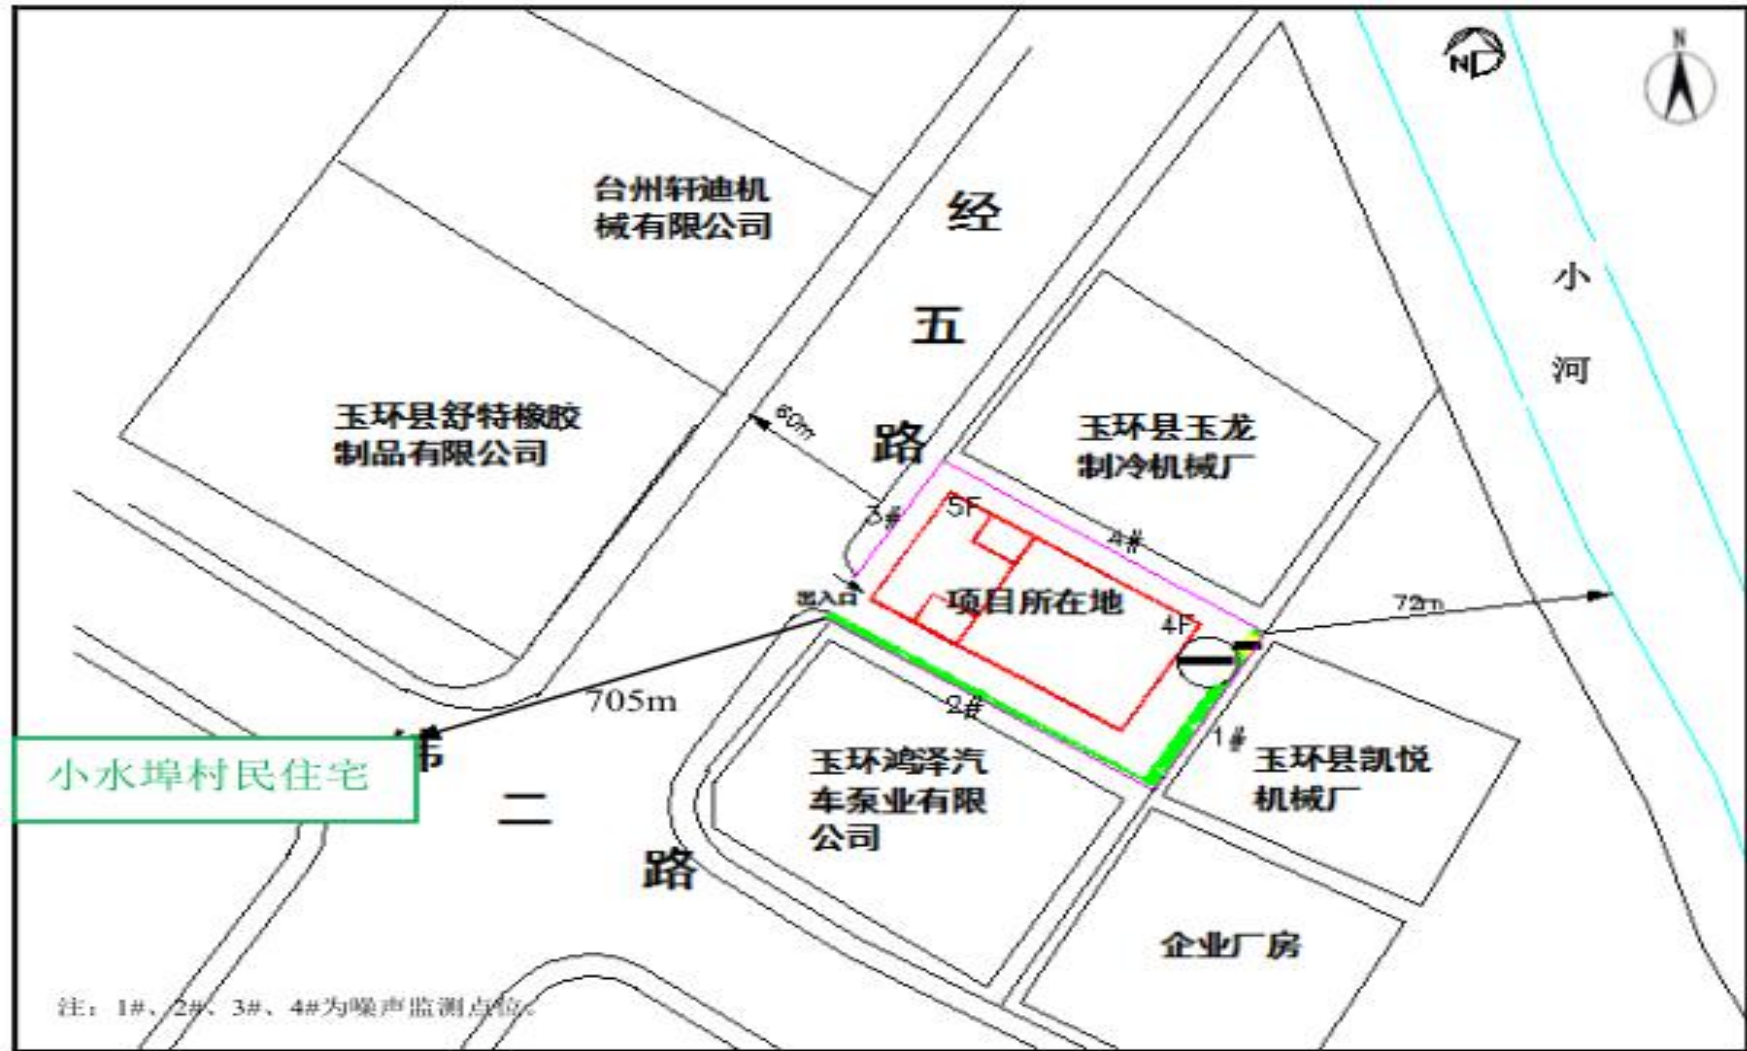 N
N
台州轩迪机
械有限公司
经
五
路
小
河
玉环县舒特橡胶
制品有限公司
60m
玉环县玉龙
制冷机械厂
5F
3#
4#
出入口
项目所在地
4F
72m
705m
2#
1#
纬
二
路
小水埠村民住宅
玉环鸿泽汽
车泵业有限
公司
玉环县凯悦
机械厂
企业厂房
注：1#、2#、3#、4#为噪声监测点位。